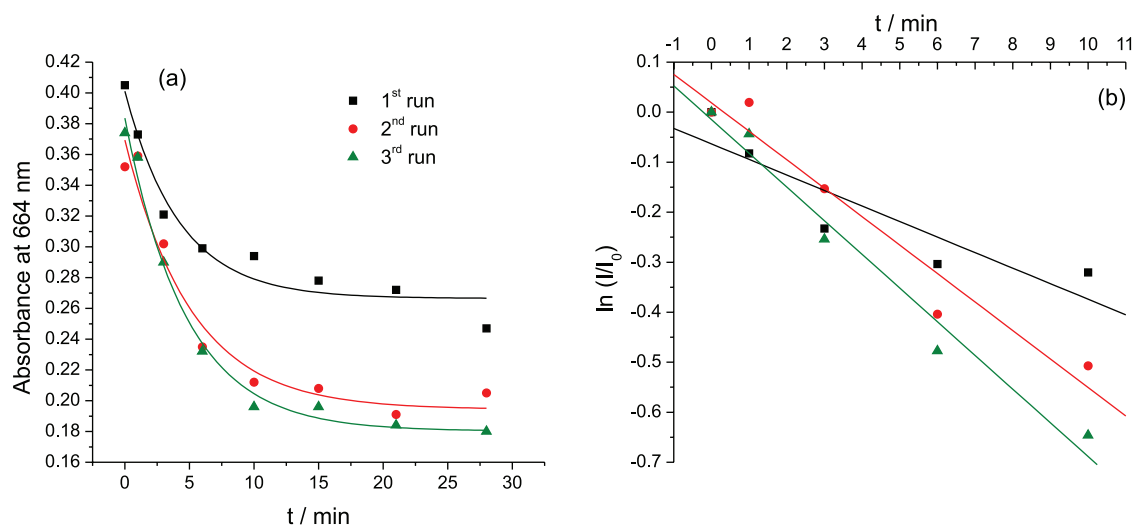 (a)
1st run
2nd run
3rd run
Absorbance at 664 nm
0.42
0.40
0.38
0.36
0.34
0.32
0.30
0.28
0.26
0.24
0.22
0.20
0.18
0.16
0 5 10 15 20 25 30
t / min
t / min
-1 0 1 2 3 4 5 6 7 8 9 10 11
(b)
ln (I/I0)
0.1
0.0
-0.1
-0.2
-0.3
-0.4
-0.5
-0.6
-0.7